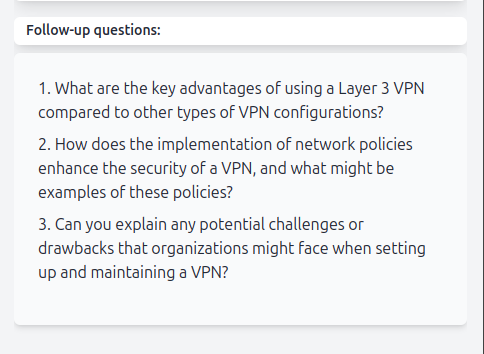 Follow-up questions:
1. What are the key advantages of using a Layer 3 VPN
compared to other types of VPN configurations?
2. How does the implementation of network policies
enhance the security of a VPN, and what might be
examples of these policies?
3. Can you explain any potential challenges or
drawbacks that organizations might face when setting
up and maintaining a VPN?